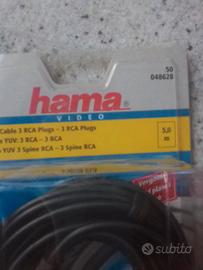 50
048628
hama
VIDEO
Cable 3 RCA Plugs - 3 RCA Plugs
YUV: 3 RCA - 3 RCA
YUV 3 Spine RCA - 3 Spine RCA
5,0
m
subito